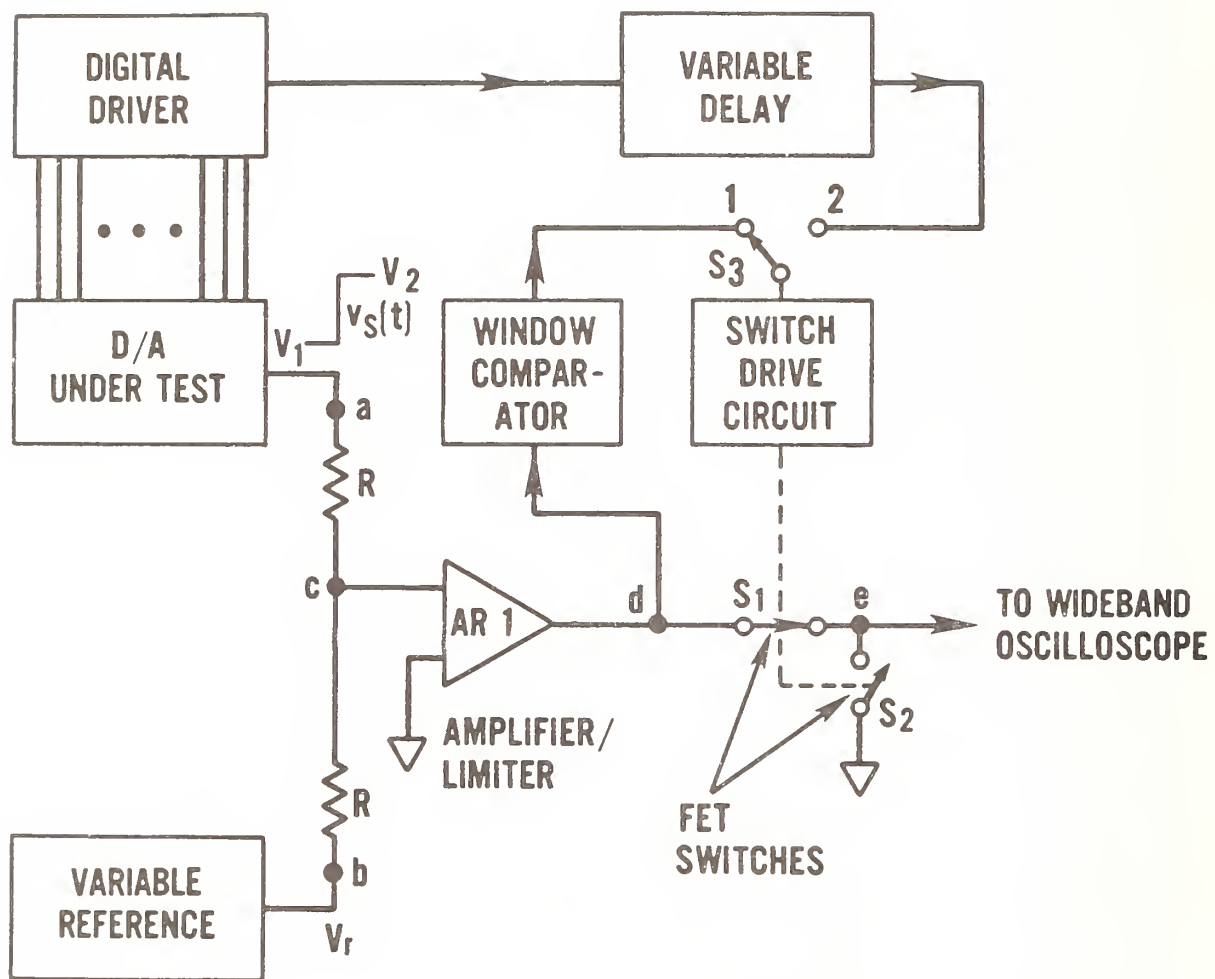 DIGITAL
DRIVER
VARIABLE
DELAY
1
2
S3
V2
vS(t)
V1
D/A
UNDER TEST
a
WINDOW
COMPAR-
ATOR
SWITCH
DRIVE
CIRCUIT
R
c
AR 1
d
S1
e
TO WIDEBAND
OSCILLOSCOPE
S2
AMPLIFIER/
LIMITER
R
FET
SWITCHES
b
VARIABLE
REFERENCE
Vr